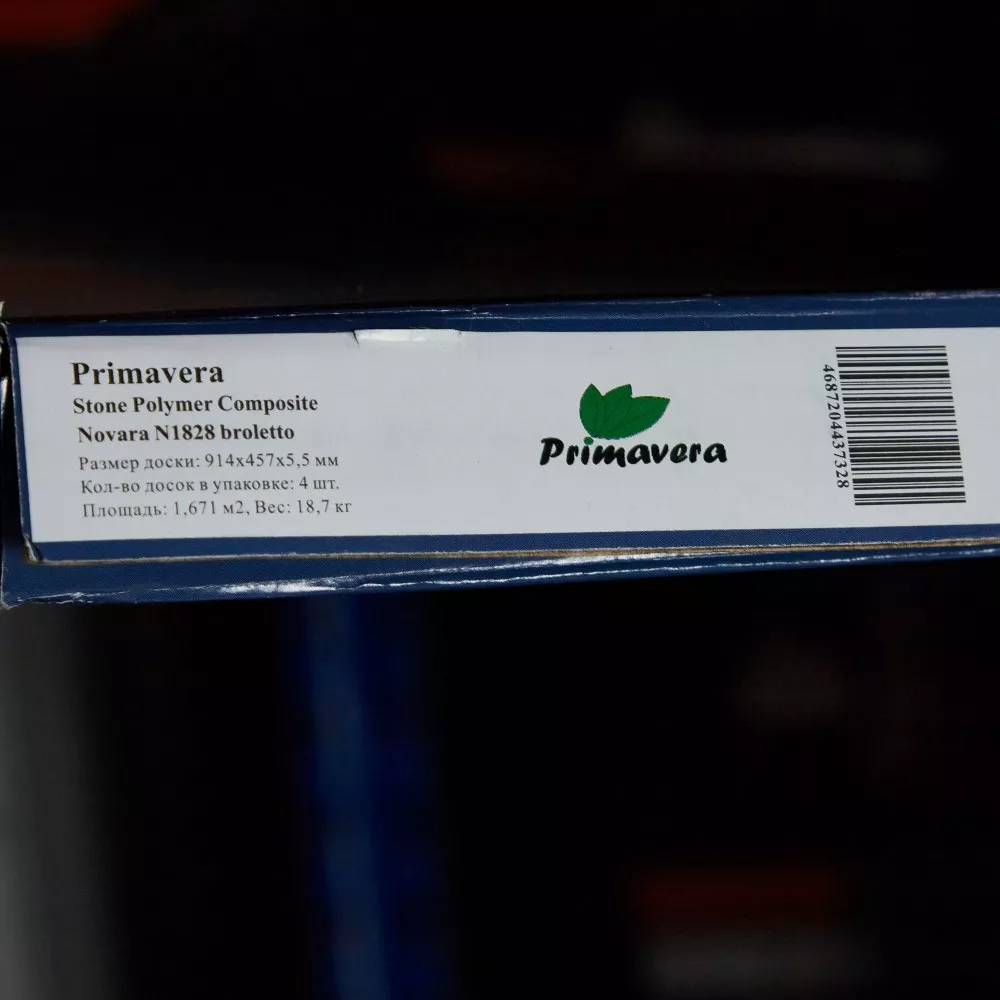 Primavera
Stone Polymer Composite
Novara N1828 broletto
Размер доски: 914х457х5,5 мм
Кол-во досок в упаковке: 4 шт.
Площадь: 1,671 м2, Вес: 18,7 кг
Primavera
4687204437328